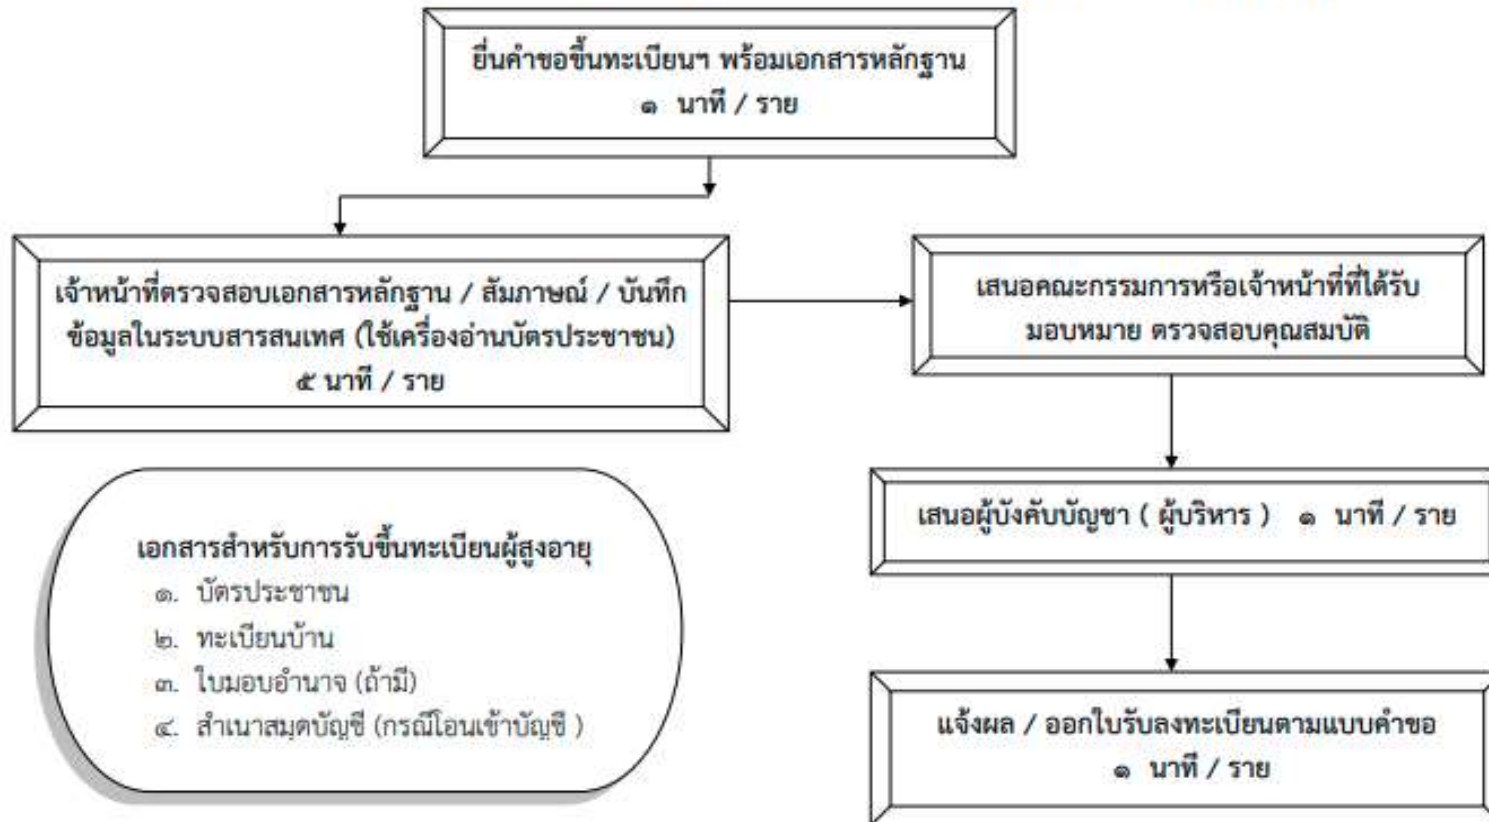 ยื่นคำขอขึ้นทะเบียนฯ พร้อมเอกสารหลักฐาน
๑ นาที / ราย
เจ้าหน้าที่ตรวจสอบเอกสารหลักฐาน / สัมภาษณ์ / บันทึก
ข้อมูลในระบบสารสนเทศ (ใช้เครื่องอ่านบัตรประชาชน)
๕ นาที / ราย
เสนอคณะกรรมการหรือเจ้าหน้าที่ที่ได้รับ
มอบหมาย ตรวจสอบคุณสมบัติ
เสนอผู้บังคับบัญชา ( ผู้บริหาร ) ๑ นาที / ราย
แจ้งผล / ออกใบรับลงทะเบียนตามแบบคำขอ
๑ นาที / ราย
เอกสารสำหรับการรับขึ้นทะเบียนผู้สูงอายุ
๑. บัตรประชาชน
๒. ทะเบียนบ้าน
๓. ใบมอบอำนาจ (ถ้ามี)
๔. สำเนาสมุดบัญชี (กรณีโอนเข้าบัญชี )